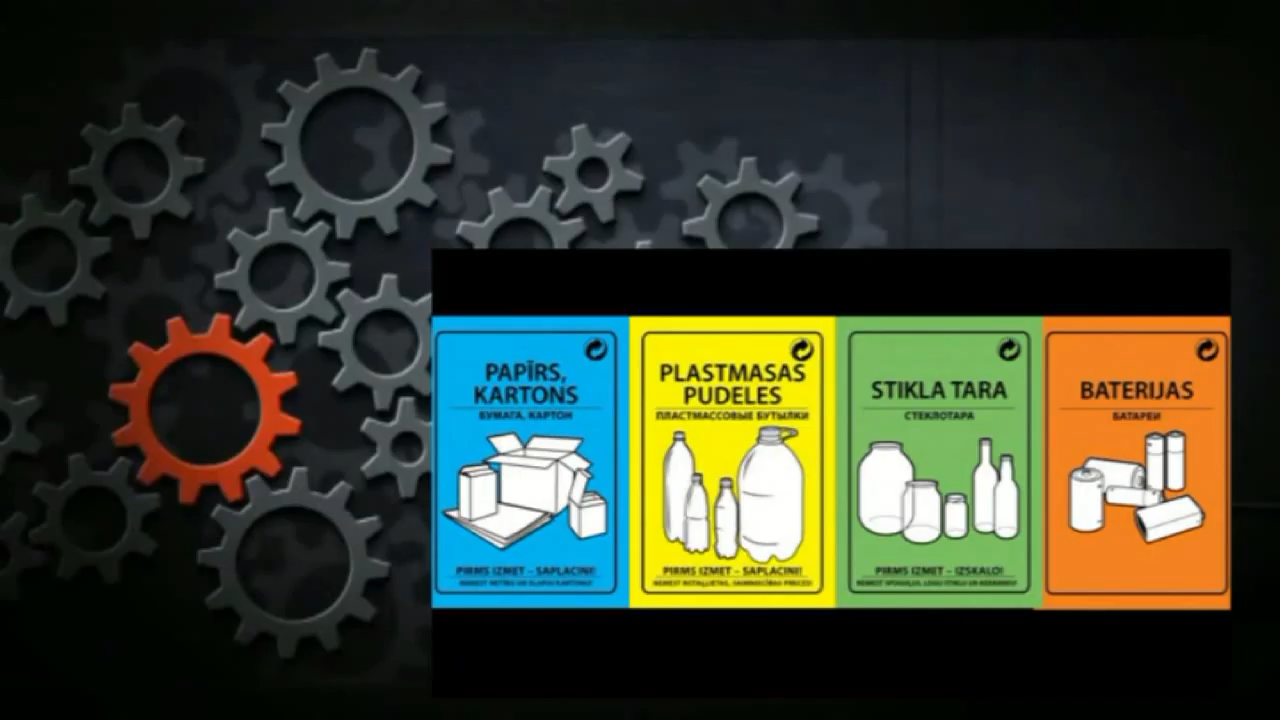 PAPĪRS,
KARTONS
БУМАГА, КАРТОН
PIRMS IZMET – SAPLACINI!
PLASTMASAS
PUDELES
ПЛАСТМАССОВЫЕ БУТЫЛКИ
PIRMS IZMET – SAPLACINI!
STIKLA TARA
СТЕКЛОТАРА
PIRMS IZMET – IZSKALO!
BATERIJAS
БАТАРЕИ